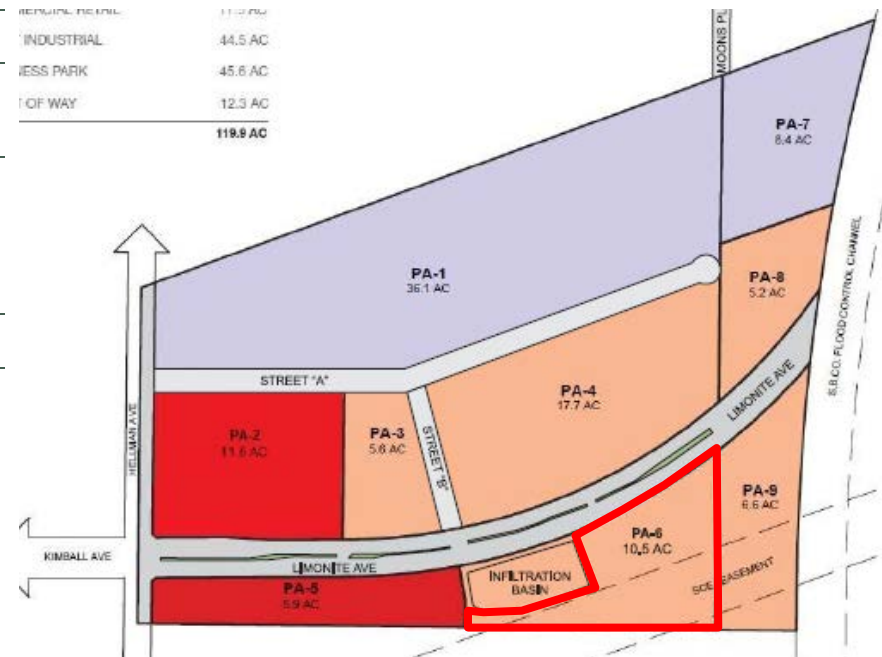 INDUSTRIAL 44.5 AC
NESS PARK 45.6 AC
OF WAY 12.3 AC
119.9 AC
MOONS PL
PA-7
PA-1
36.1 AC
PA-8
5.2 AC
S.B.CO. FLOOD CONTROL CHANNEL
HELLMAN AVE
STREET "A"
PA-4
17.7 AC
LIMONITE AVE
PA-2
11.6 AC
PA-3
5.6 AC
STREET "B"
PA-9
6.6 AC
PA-6
10.5 AC
KIMBALL AVE
LIMONITE AVE
INFILTRATION
BASIN
SCE EASEMENT
PA-5
5.9 AC